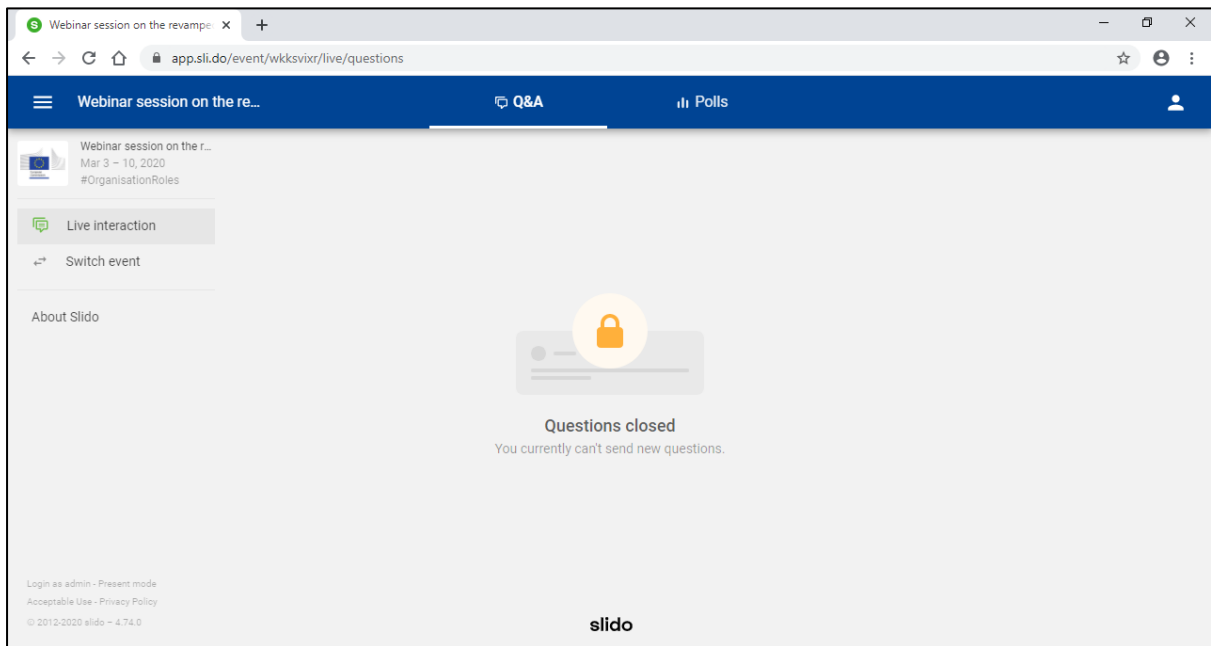 Webinar session on the revampe
app.sli.do/event/wkksvixr/live/questions
Webinar session on the re...
Q&A
Polls
Webinar session on the r...
Mar 3 – 10, 2020
#OrganisationRoles
Live interaction
Switch event
About Slido
Questions closed
You currently can't send new questions.
Login as admin - Present mode
Acceptable Use - Privacy Policy
© 2012-2020 slido – 4.74.0
slido